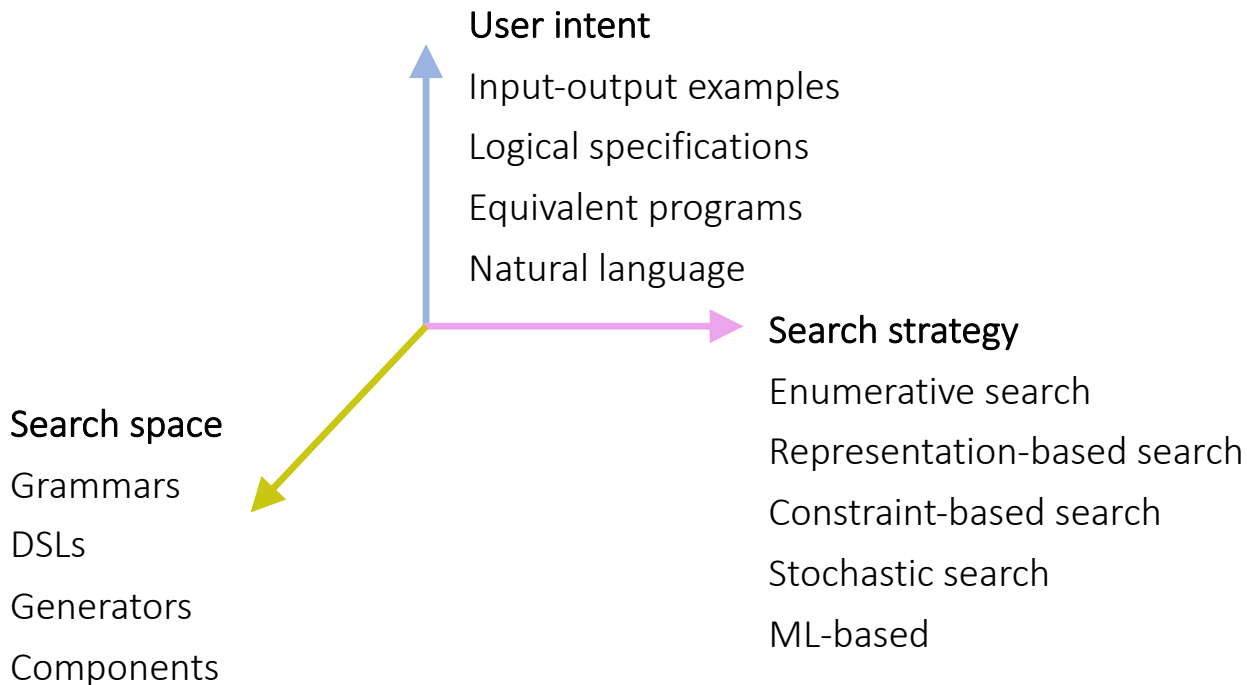 User intent
Input-output examples
Logical specifications
Equivalent programs
Natural language
Search strategy
Enumerative search
Representation-based search
Constraint-based search
Stochastic search
ML-based
Search space
Grammars
DSLs
Generators
Components